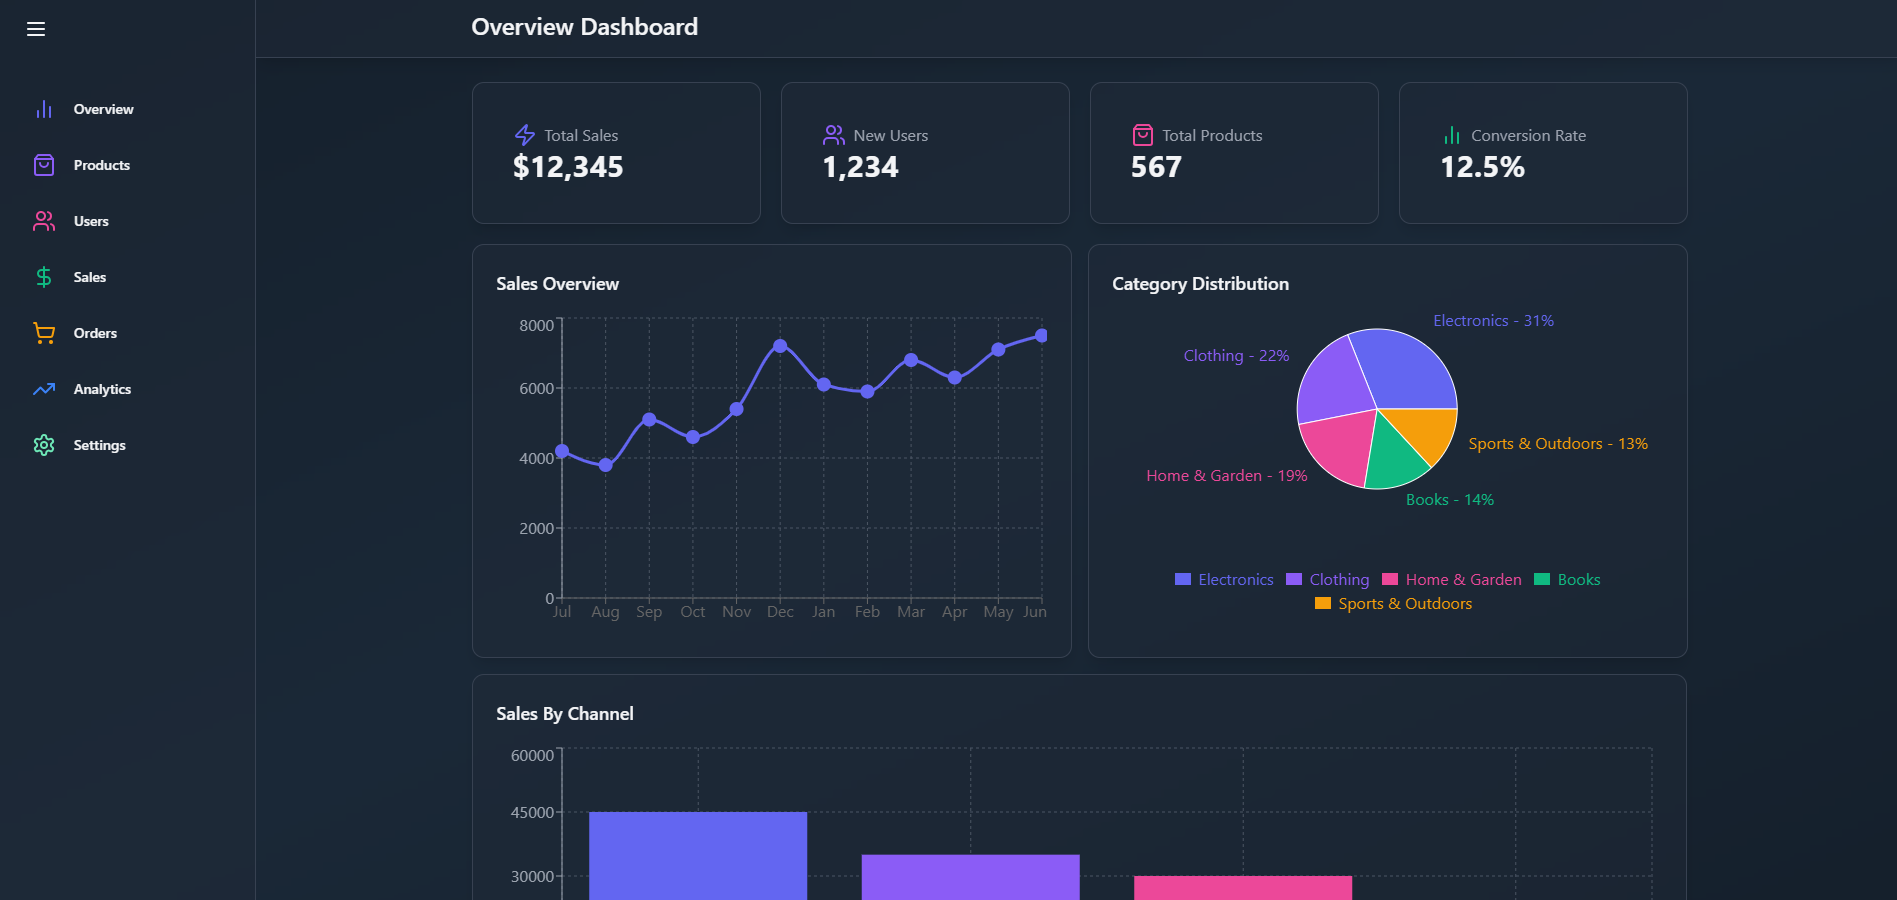 Overview Dashboard
Overview
Products
Users
Sales
Orders
Analytics
Settings
Total Sales
$12,345
New Users
1,234
Total Products
567
Conversion Rate
12.5%
Sales Overview
8000
6000
4000
2000
0
Jul Aug Sep Oct Nov Dec Jan Feb Mar Apr May Jun
Category Distribution
Electronics - 31%
Clothing - 22%
Sports & Outdoors - 13%
Home & Garden - 19%
Books - 14%
Electronics Clothing Home & Garden Books
Sports & Outdoors
Sales By Channel
60000
45000
30000